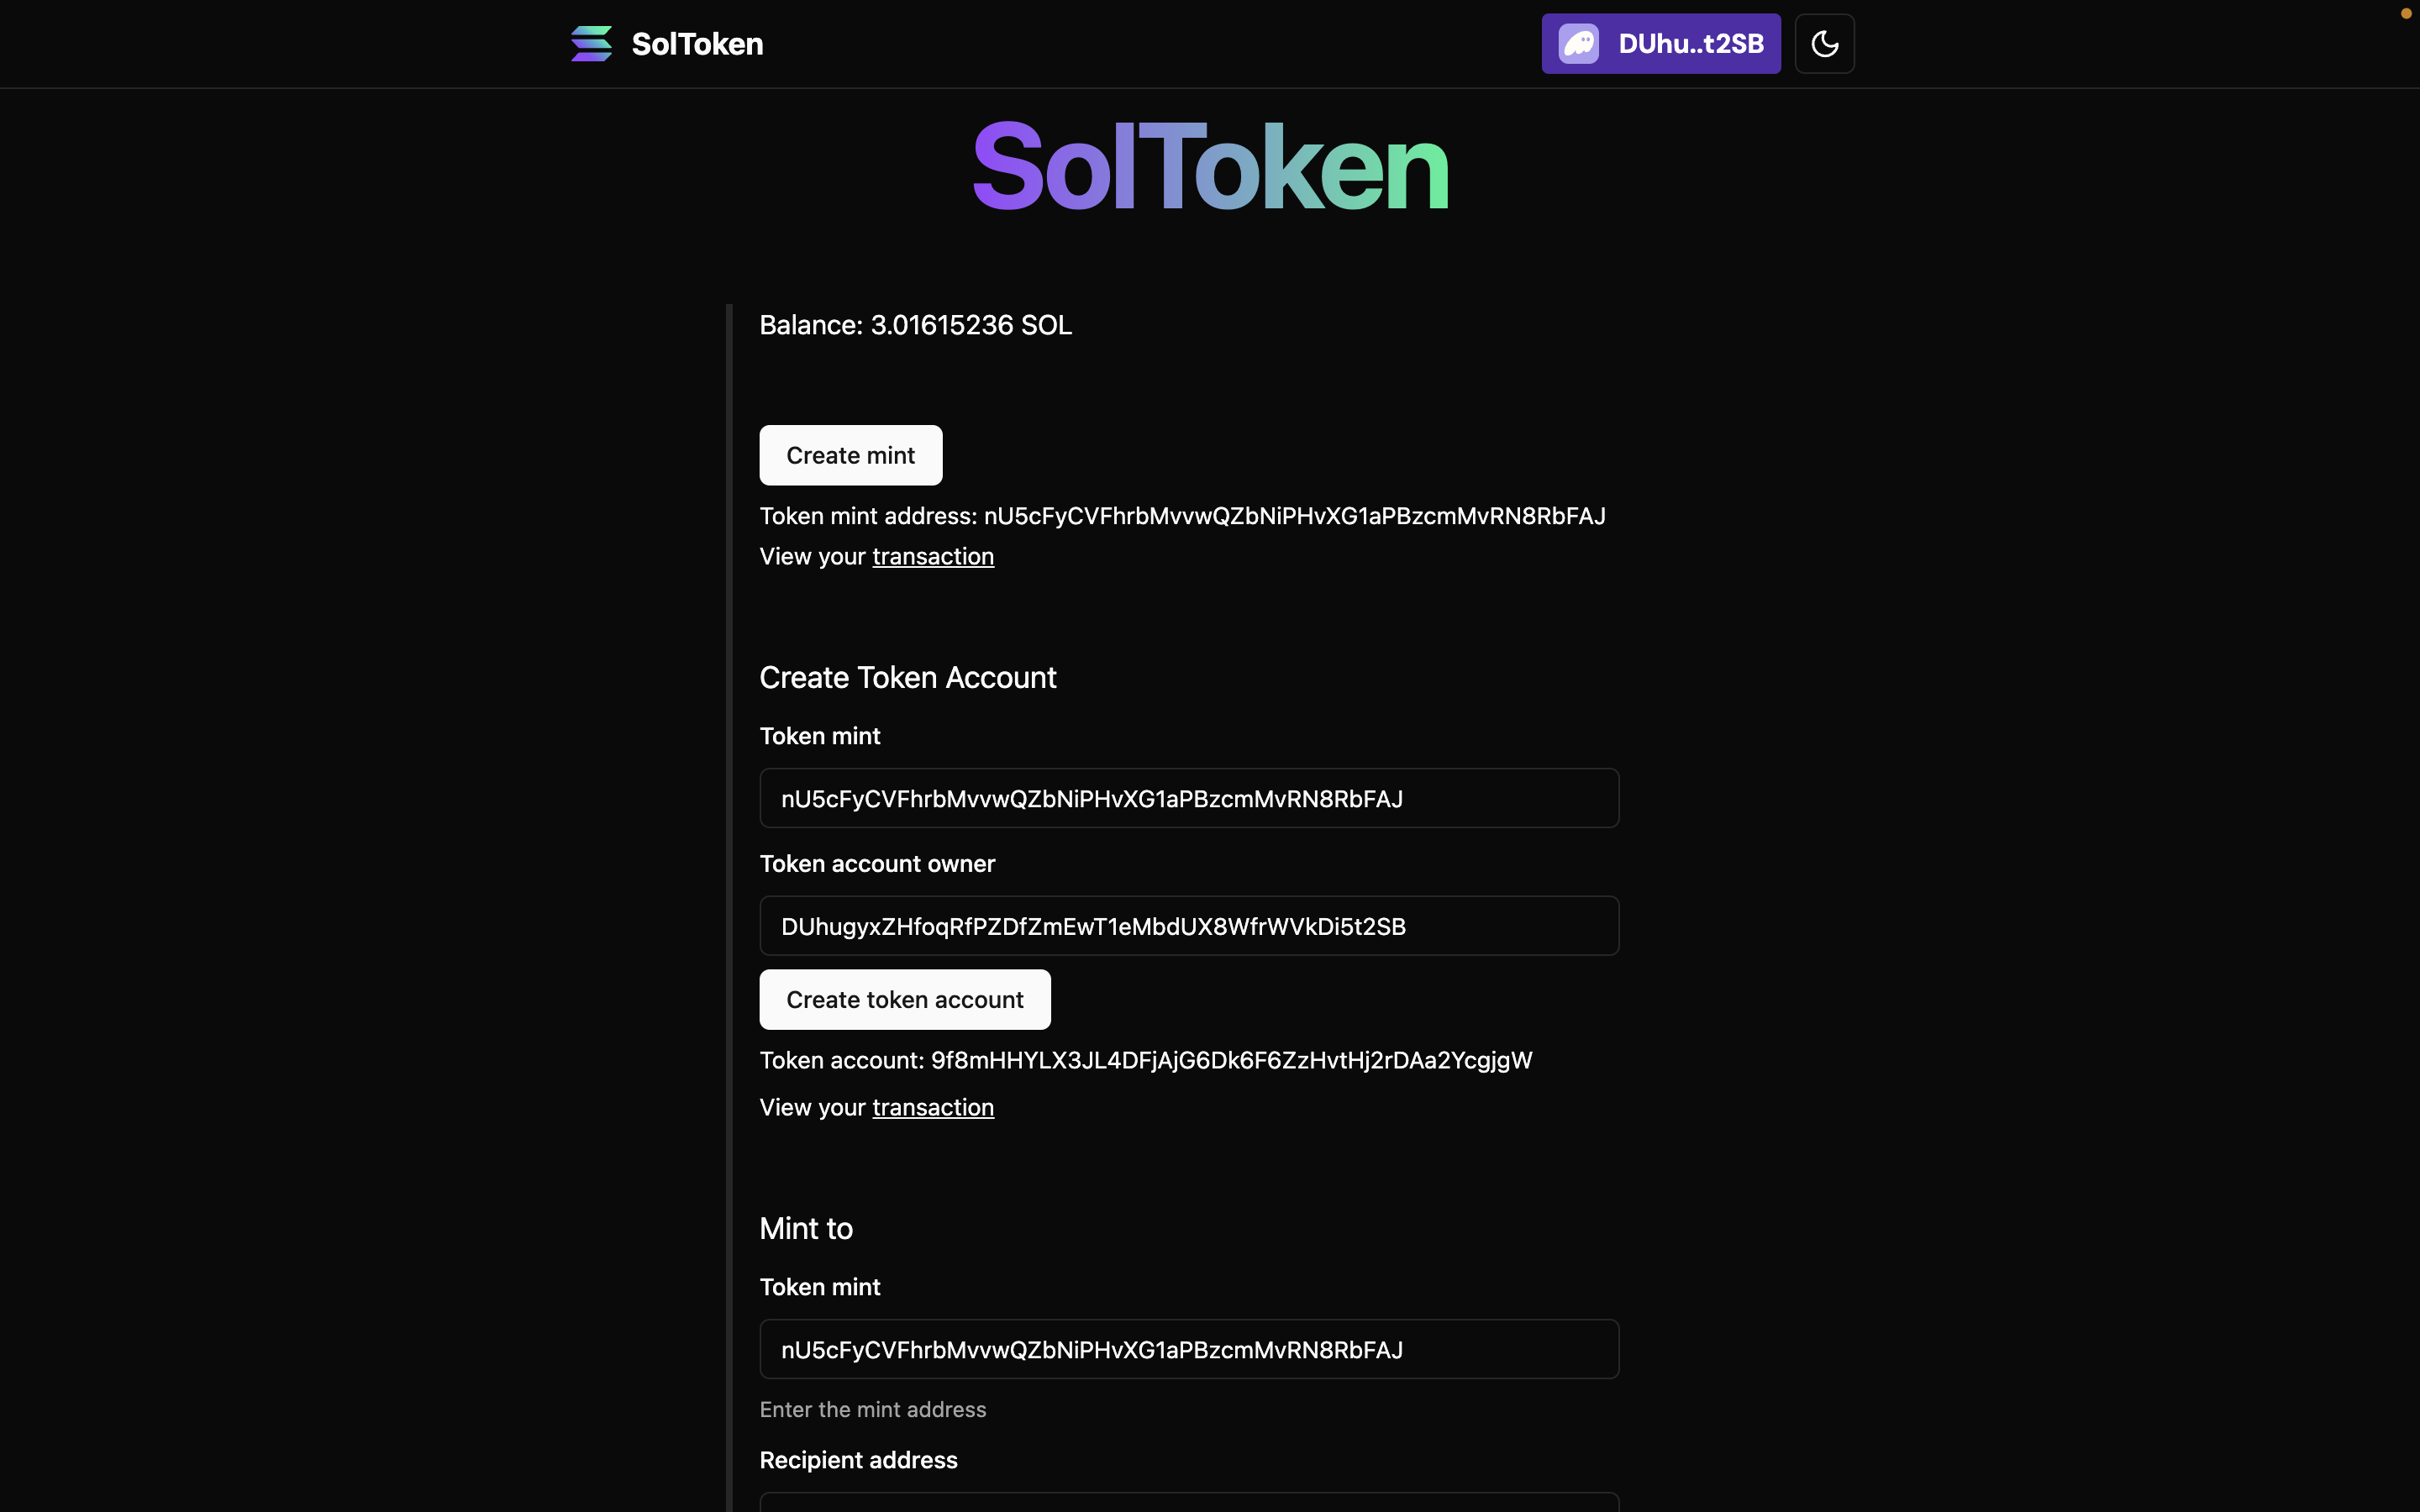 SolToken
DUhu..t2SB
SolToken
Balance: 3.01615236 SOL
Create mint
Token mint address: nU5cFyCVFhrbMvvwQZbNiPHvXG1aPBzcmMvRN8RbFAJ
View your transaction
Create Token Account
Token mint
nU5cFyCVFhrbMvvwQZbNiPHvXG1aPBzcmMvRN8RbFAJ
Token account owner
DUhugyxZHfoqRfPZDfZmEwT1eMbdUX8WfrWVkDi5t2SB
Create token account
Token account: 9f8mHHYLX3JL4DFjAjG6Dk6F6ZzHvtHj2rDAa2YcgjgW
View your transaction
Mint to
Token mint
nU5cFyCVFhrbMvvwQZbNiPHvXG1aPBzcmMvRN8RbFAJ
Enter the mint address
Recipient address